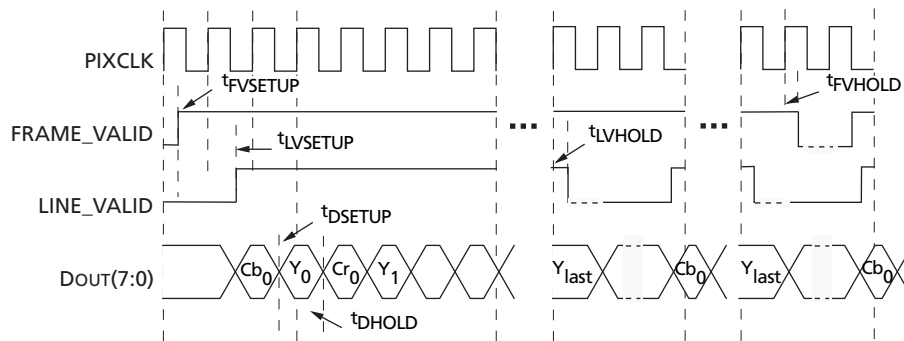 PIXCLK
tFVSETUP
tFVHOLD
FRAME_VALID
tLVSETUP
tLVHOLD
LINE_VALID
tDSETUP
DOUT(7:0)
Cb0 Y0 Cr0 Y1 Ylast Cb0 Ylast Cb0
tDHOLD